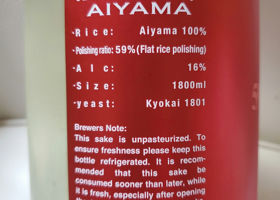 AIYAMA
・Rice: Aiyama 100%
・Polishing ratio: 59%(Flat rice polishing)
・Alc: 16%
・Size: 1800ml
・yeast: Kyokai 1801
Brewers Note:
This sake is unpasteurized. To
ensure freshness please keep this
bottle refrigerated. It is recom-
mended that this sake be
consumed sooner than later, while
it is fresh, especially after opening